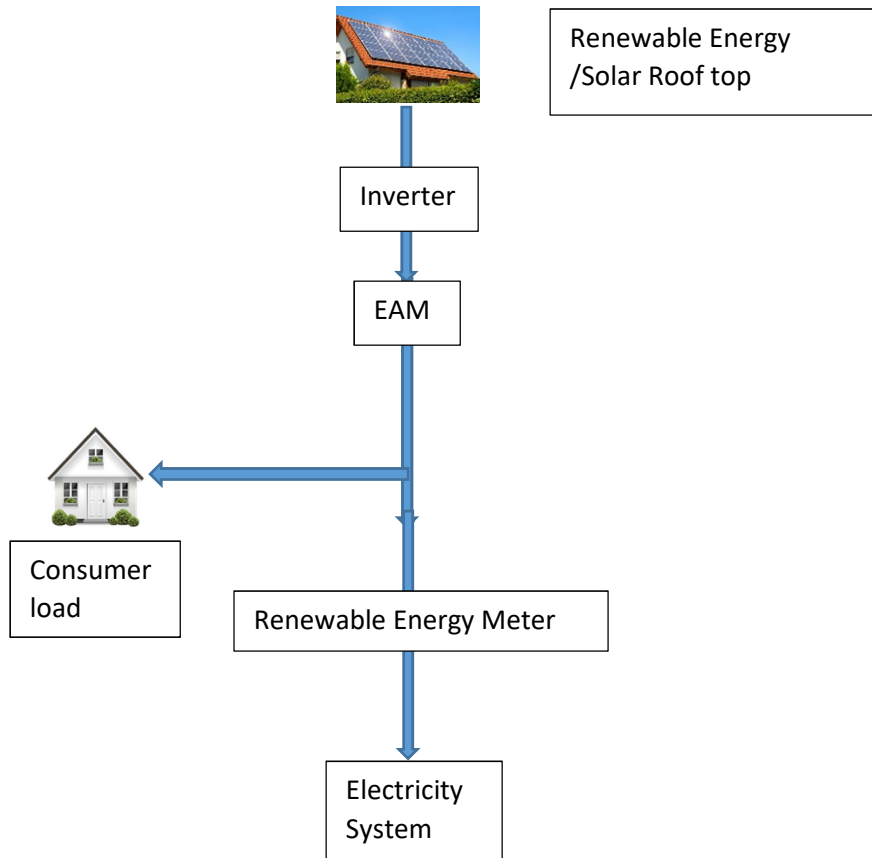 Renewable Energy
/Solar Roof top
Inverter
EAM
Consumer
load
Renewable Energy Meter
Electricity
System